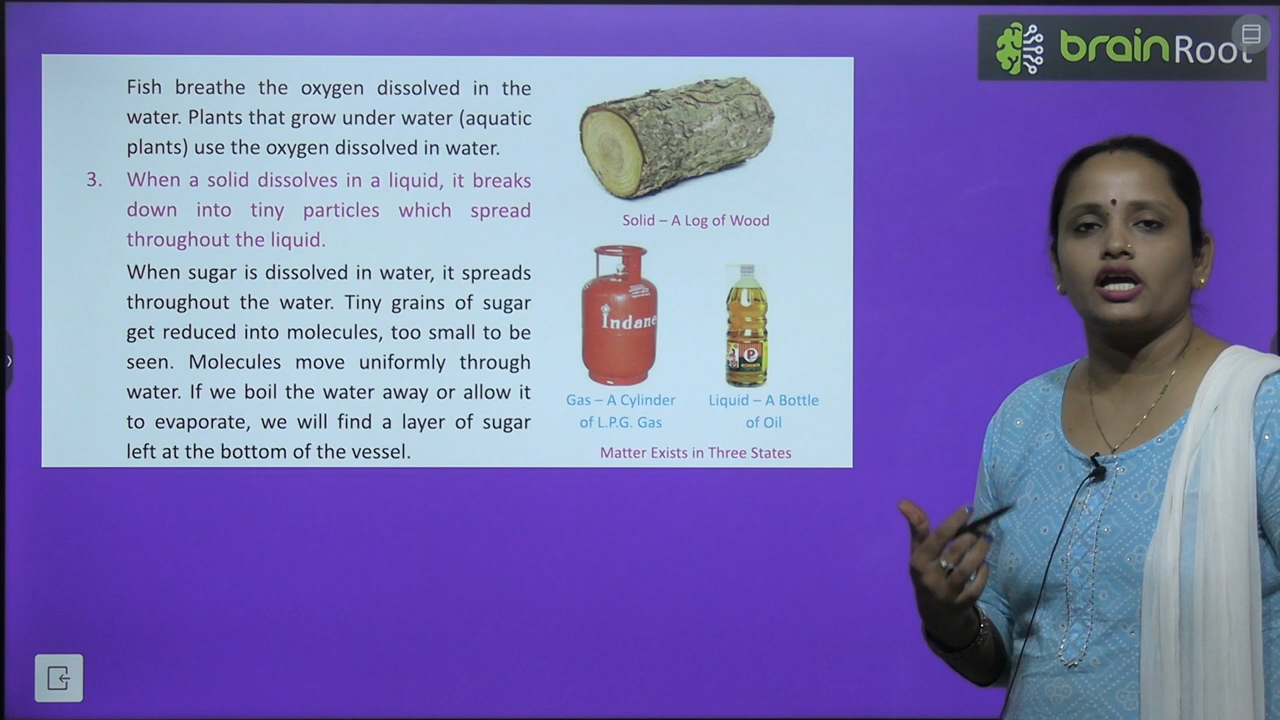 brainRoot
Fish breathe the oxygen dissolved in the
water. Plants that grow under water (aquatic
plants) use the oxygen dissolved in water.
3. When a solid dissolves in a liquid, it breaks
down into tiny particles which spread
throughout the liquid.
When sugar is dissolved in water, it spreads
throughout the water. Tiny grains of sugar
get reduced into molecules, too small to be
seen. Molecules move uniformly through
water. If we boil the water away or allow it
to evaporate, we will find a layer of sugar
left at the bottom of the vessel.
Solid – A Log of Wood
Indane
P
Gas – A Cylinder
of L.P.G. Gas
Liquid – A Bottle
of Oil
Matter Exists in Three States